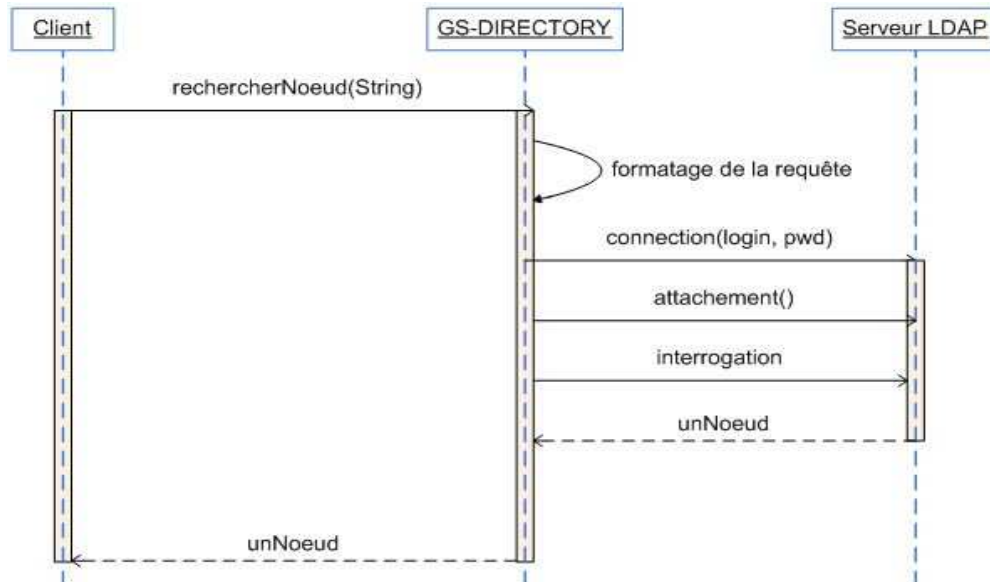 Client
GS-DIRECTORY
Serveur LDAP
rechercherNoeud(String)
formatage de la requête
connection(login, pwd)
attachement()
interrogation
unNoeud
unNoeud